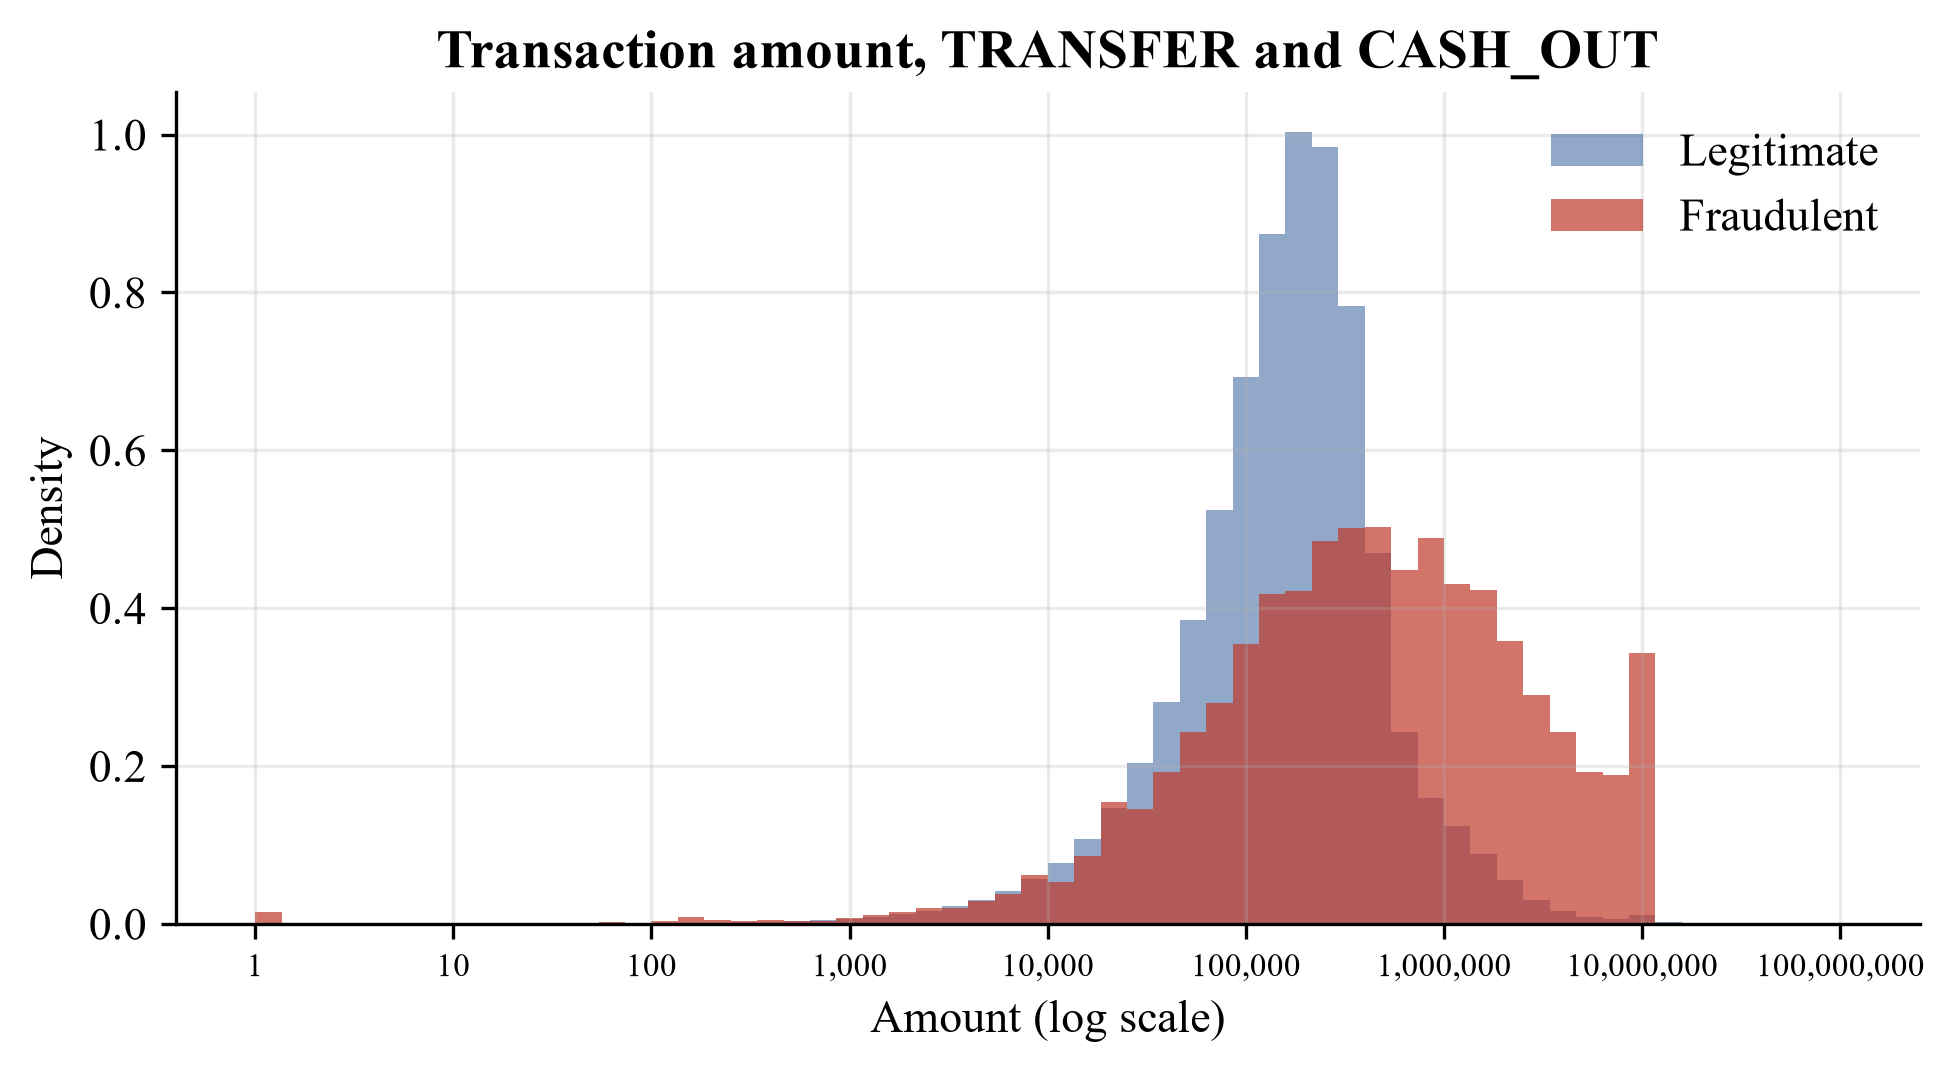 Transaction amount, TRANSFER and CASH_OUT
1.0
0.8
0.6
0.4
0.2
0.0
Density
Legitimate
Fraudulent
1 10 100 1,000 10,000 100,000 1,000,000 10,000,000 100,000,000
Amount (log scale)